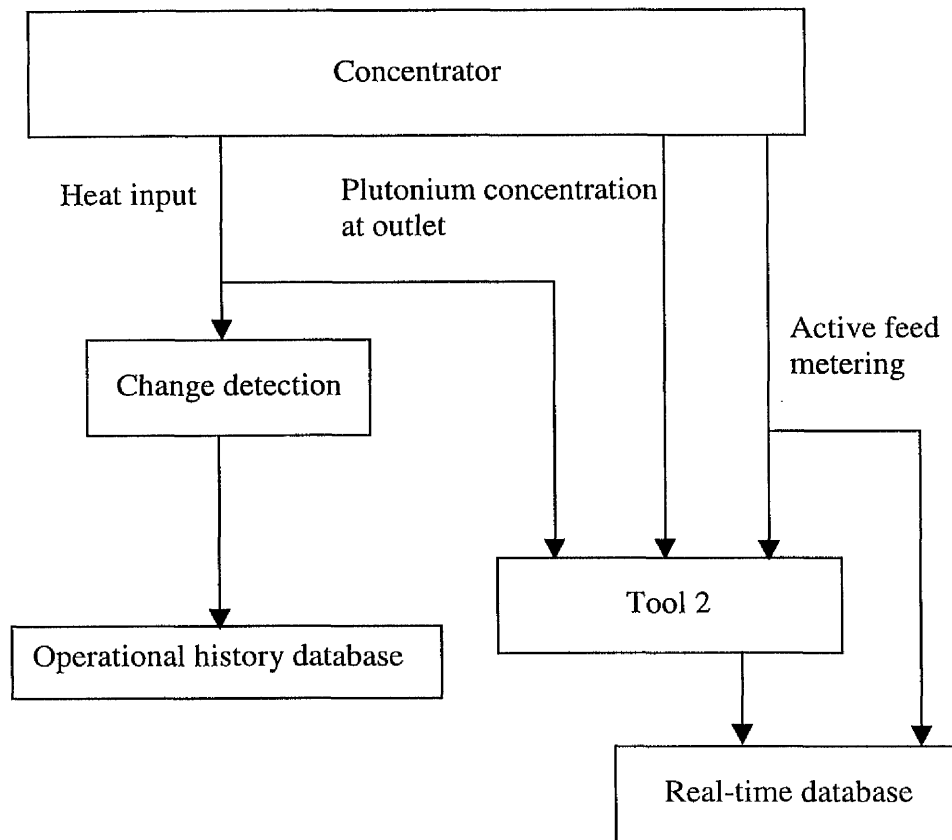 Concentrator
Heat input
Plutonium concentration
at outlet
Active feed
metering
Change detection
Tool 2
Operational history database
Real-time database